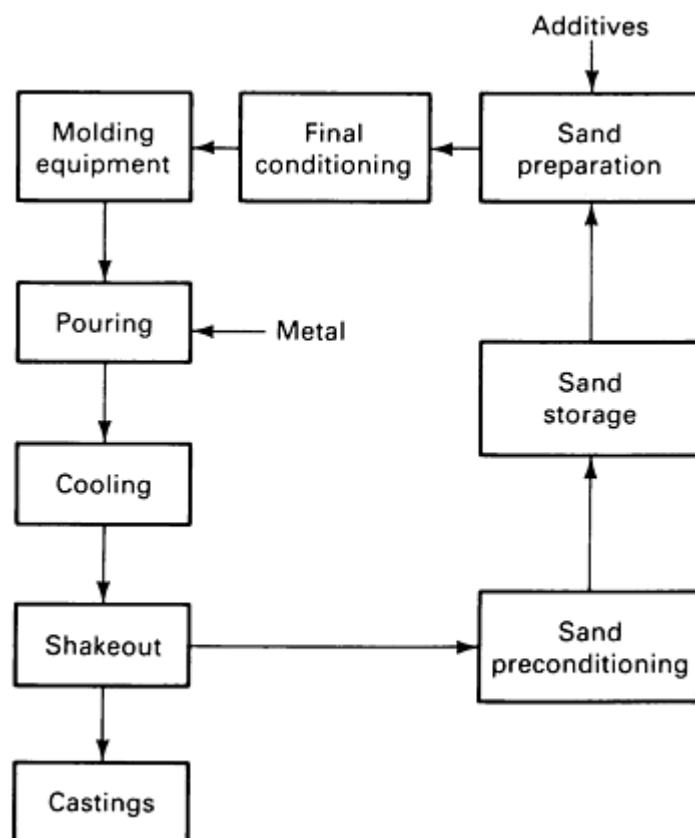 Additives
Molding
equipment
Final
conditioning
Sand
preparation
Pouring
Metal
Sand
storage
Cooling
Shakeout
Sand
preconditioning
Castings